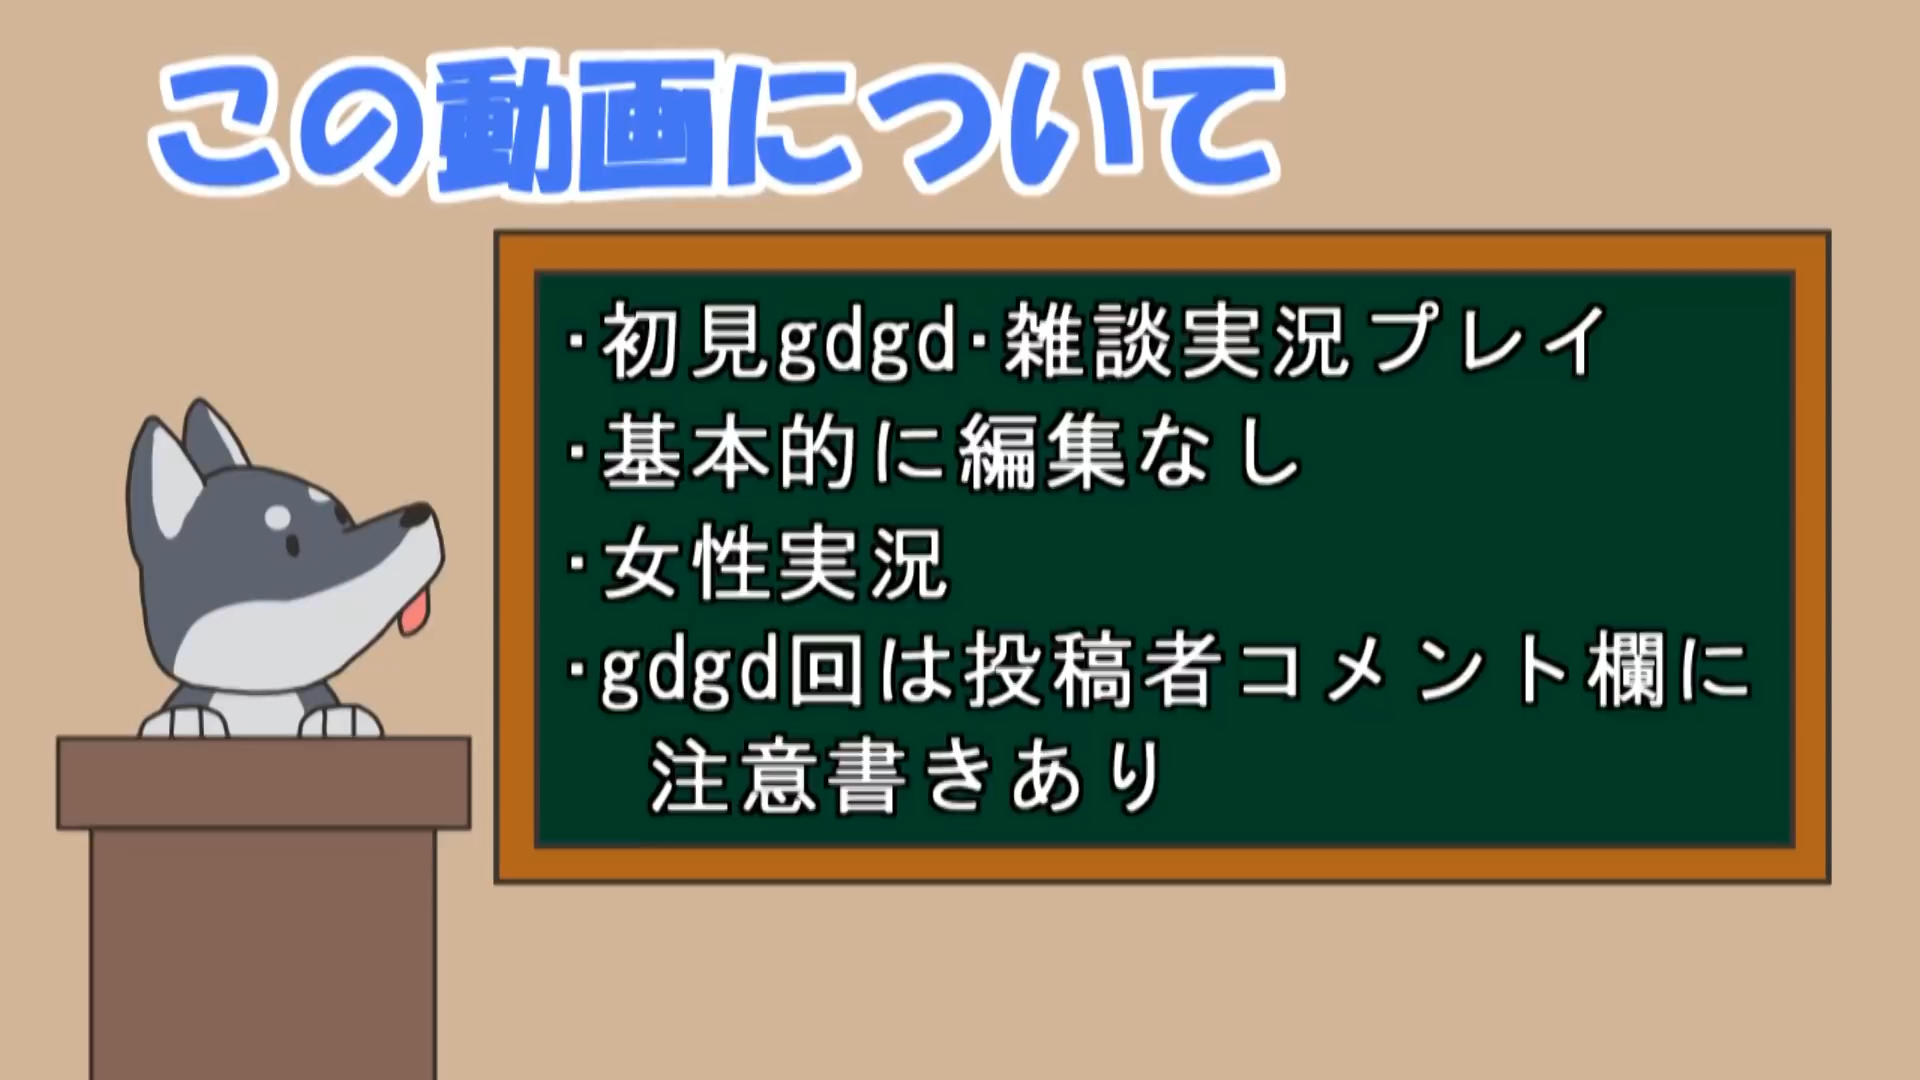 この動画について
･初見gdgd･雑談実況プレイ
･基本的に編集なし
･女性実況
･gdgd回は投稿者コメント欄に
注意書きあり